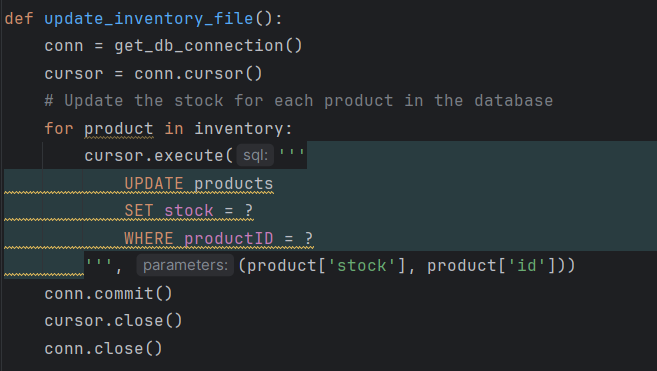 def update_inventory_file():
    conn = get_db_connection()
    cursor = conn.cursor()
    # Update the stock for each product in the database
    for product in inventory:
        cursor.execute( sql: '''
            UPDATE products
            SET stock = ?
            WHERE productID = ?
        ''', parameters: (product['stock'], product['id']))
    conn.commit()
    cursor.close()
    conn.close()